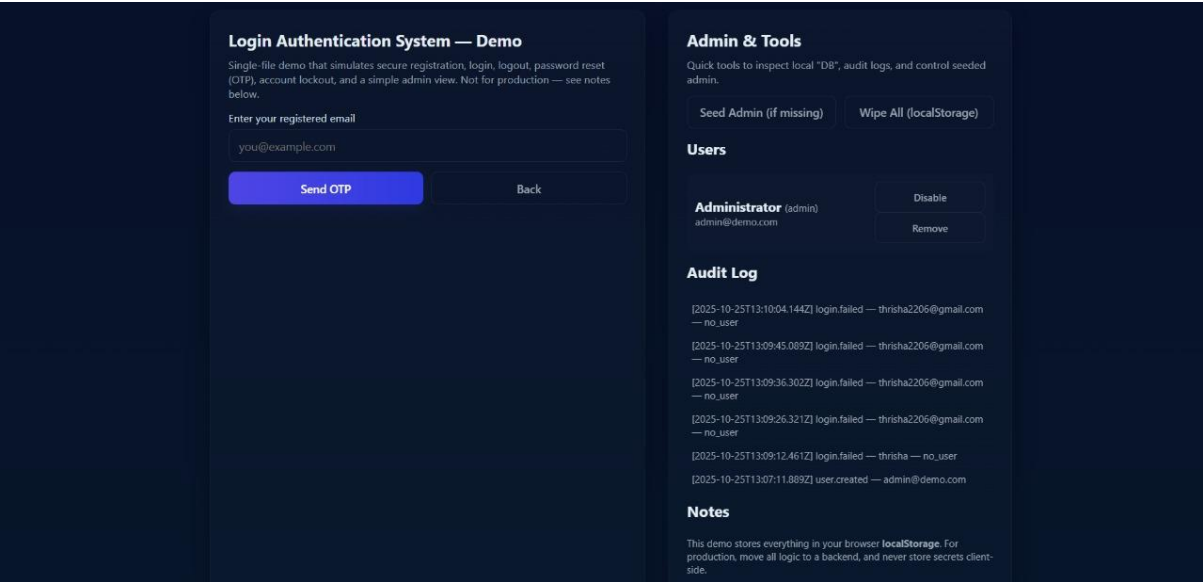 Login Authentication System — Demo
Single-file demo that simulates secure registration, login, logout, password reset
(OTP), account lockout, and a simple admin view. Not for production — see notes
below.
Enter your registered email
you@example.com
Send OTP
Back
Admin & Tools
Quick tools to inspect local "DB", audit logs, and control seeded
admin.
Seed Admin (if missing)
Wipe All (localStorage)
Users
Administrator (admin)
admin@demo.com
Disable
Remove
Audit Log
[2025-10-25T13:10:04.144Z] login.failed — thrisha2206@gmail.com
— no_user
[2025-10-25T13:09:45.089Z] login.failed — thrisha2206@gmail.com
— no_user
[2025-10-25T13:09:36.302Z] login.failed — thrisha2206@gmail.com
— no_user
[2025-10-25T13:09:26.321Z] login.failed — thrisha2206@gmail.com
— no_user
[2025-10-25T13:09:12.461Z] login.failed — thrisha — no_user
[2025-10-25T13:07:11.889Z] user.created — admin@demo.com
Notes
This demo stores everything in your browser localStorage. For
production, move all logic to a backend, and never store secrets client-
side.